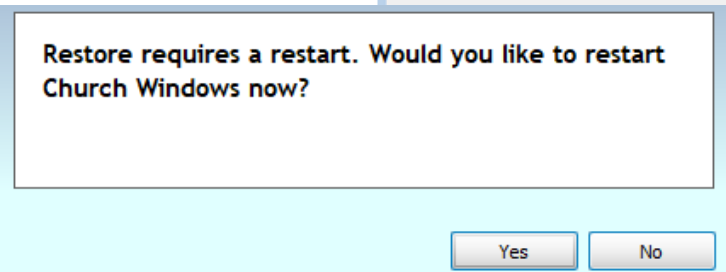 Restore requires a restart. Would you like to restart
Church Windows now?
Yes No